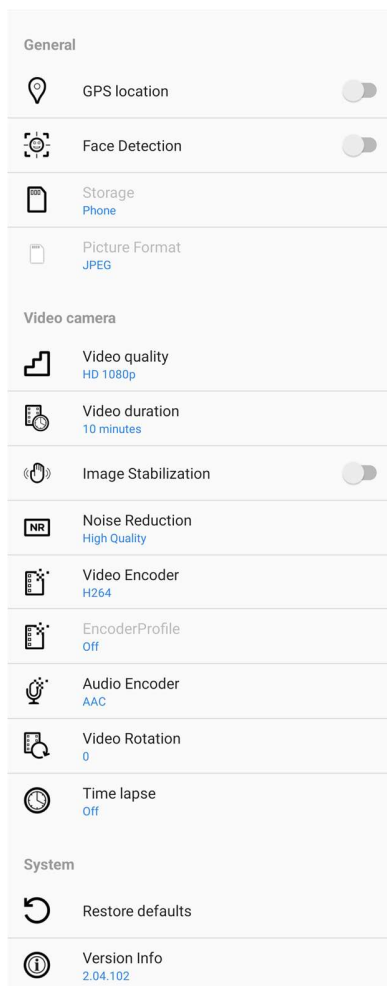 General
GPS location
Face Detection
Storage
Phone
Picture Format
JPEG
Video camera
Video quality
HD 1080p
Video duration
10 minutes
Image Stabilization
NR
Noise Reduction
High Quality
Video Encoder
H264
EncoderProfile
Off
Audio Encoder
AAC
Video Rotation
0
Time lapse
Off
System
Restore defaults
Version Info
2.04.102